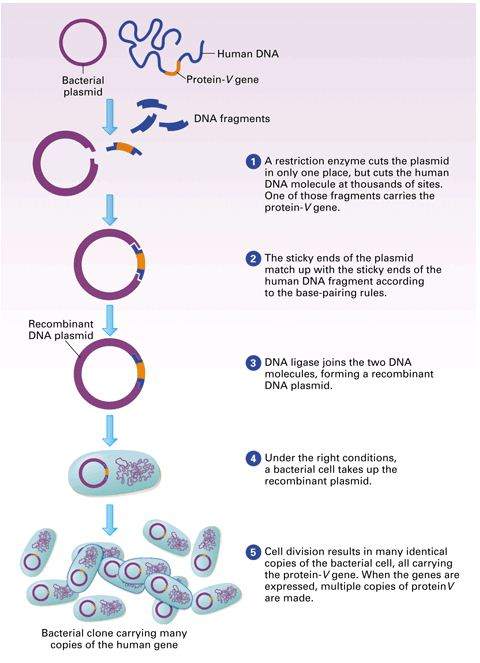 Human DNA
Protein-V gene
Bacterial
plasmid
DNA fragments
1 A restriction enzyme cuts the plasmid
in only one place, but cuts the human
DNA molecule at thousands of sites.
One of those fragments carries the
protein-V gene.
2 The sticky ends of the plasmid
match up with the sticky ends of the
human DNA fragment according
to the base-pairing rules.
Recombinant
DNA plasmid
3 DNA ligase joins the two DNA
molecules, forming a recombinant
DNA plasmid.
4 Under the right conditions,
a bacterial cell takes up the
recombinant plasmid.
5 Cell division results in many identical
copies of the bacterial cell, all carrying
the protein-V gene. When the genes are
expressed, multiple copies of protein V
are made.
Bacterial clone carrying many
copies of the human gene